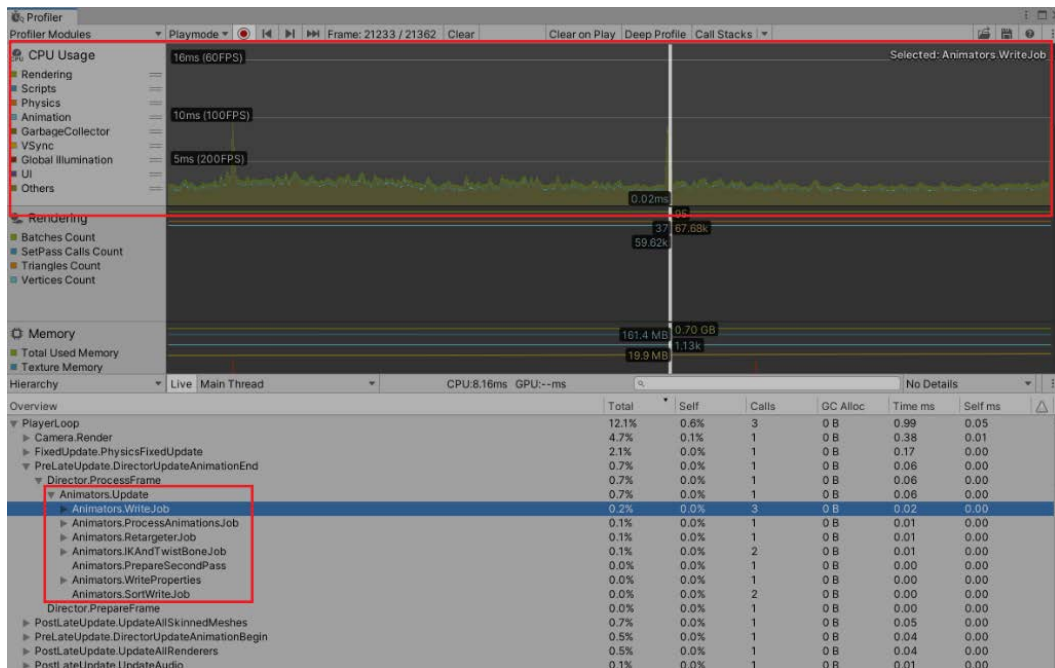 Profiler
Profiler Modules Playmode Frame: 21233 / 21362 Clear Clear on Play Deep Profile Call Stacks
CPU Usage
Rendering
Scripts
Physics
Animation
GarbageCollector
VSync
Global Illumination
UI
Others
16ms (60FPS)
10ms (100FPS)
5ms (200FPS)
Selected: Animators.WriteJob
0.02ms
Rendering
Batches Count
SetPass Calls Count
Triangles Count
Vertices Count
37 67.68k
59.62k
Memory
Total Used Memory
Texture Memory
161.4 MB 0.70 GB
1.13k
19.9 MB
Hierarchy Live Main Thread CPU:8.16ms GPU:--ms No Details
Overview Total Self Calls GC Alloc Time ms Self ms
PlayerLoop 12.1% 0.6% 3 0 B 0.99 0.05
Camera.Render 4.7% 0.1% 1 0 B 0.38 0.01
FixedUpdate.PhysicsFixedUpdate 2.1% 0.0% 1 0 B 0.17 0.00
PreLateUpdate.DirectorUpdateAnimationEnd 0.7% 0.0% 1 0 B 0.06 0.00
Director.ProcessFrame 0.7% 0.0% 1 0 B 0.06 0.00
Animators.Update 0.7% 0.0% 1 0 B 0.06 0.00
Animators.WriteJob 0.2% 0.0% 3 0 B 0.02 0.00
Animators.ProcessAnimationsJob 0.1% 0.0% 1 0 B 0.01 0.00
Animators.RetargeterJob 0.1% 0.0% 1 0 B 0.01 0.00
Animators.IKAndTwistBoneJob 0.1% 0.0% 2 0 B 0.01 0.00
Animators.PrepareSecondPass 0.0% 0.0% 1 0 B 0.00 0.00
Animators.WriteProperties 0.0% 0.0% 1 0 B 0.00 0.00
Animators.SortWriteJob 0.0% 0.0% 2 0 B 0.00 0.00
Director.PrepareFrame 0.0% 0.0% 1 0 B 0.00 0.00
PostLateUpdate.UpdateAllSkinnedMeshes 0.7% 0.0% 1 0 B 0.05 0.00
PreLateUpdate.DirectorUpdateAnimationBegin 0.5% 0.0% 1 0 B 0.04 0.00
PostLateUpdate.UpdateAllRenderers 0.5% 0.0% 1 0 B 0.04 0.00
PostLateUpdate.UpdateAudio 0.1% 0.0% 1 0 B 0.01 0.00